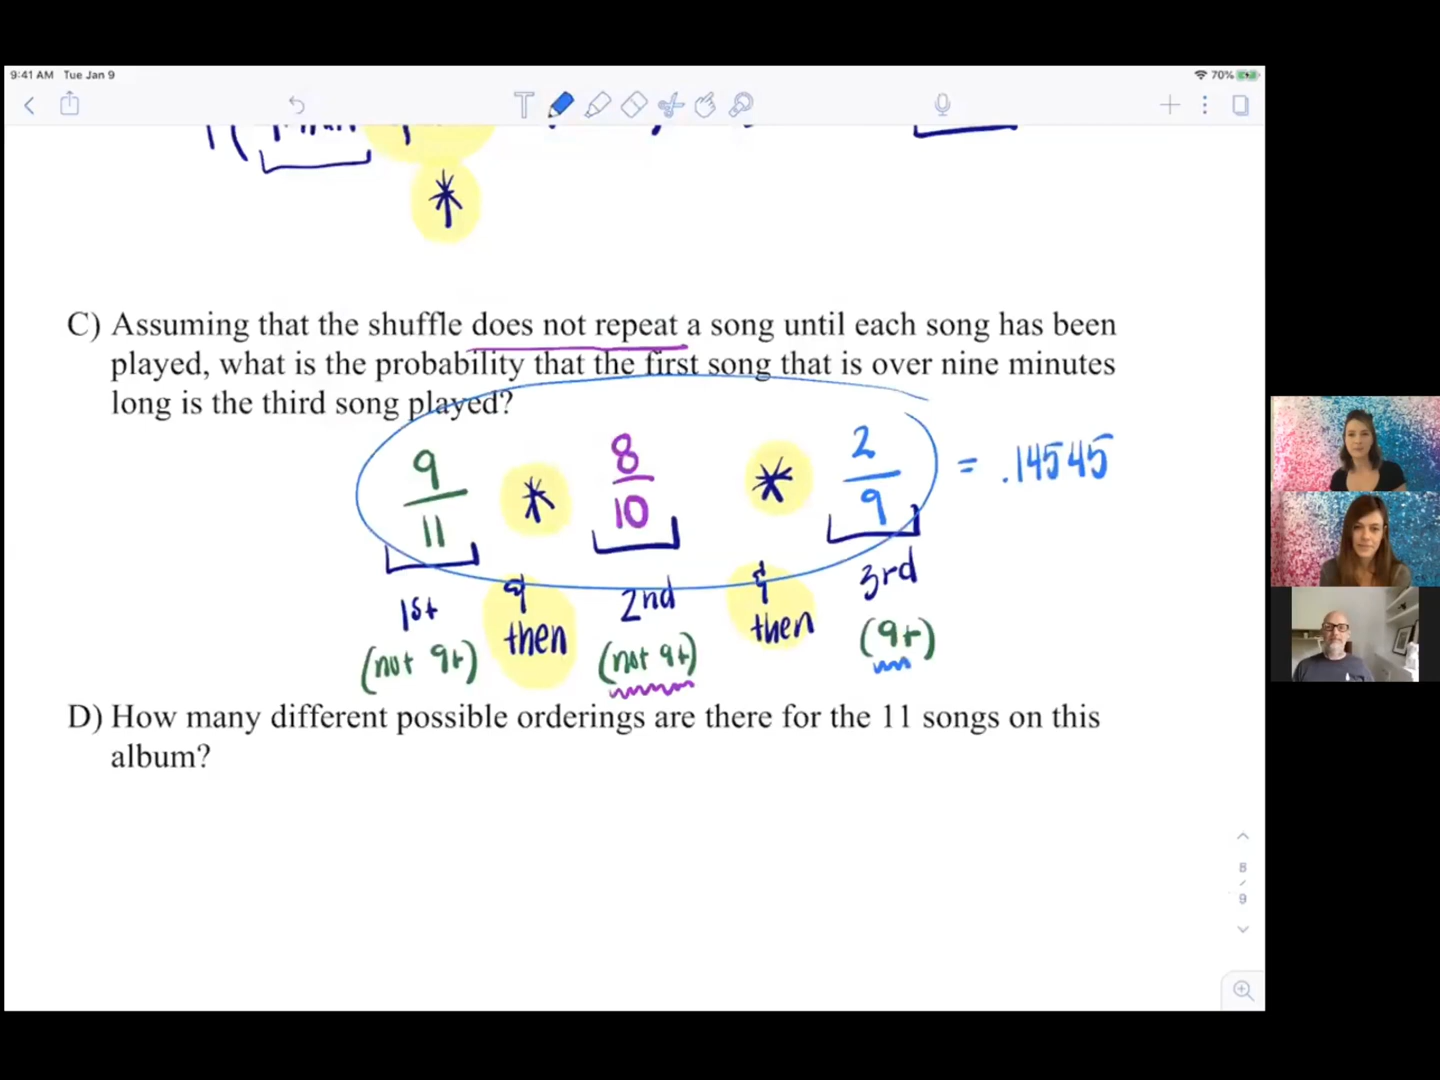 9:41 AM Tue Jan 9
70%
T
*
C) Assuming that the shuffle does not repeat a song until each song has been
played, what is the probability that the first song that is over nine minutes
long is the third song played?
9/11 * 8/10 * 2/9 = .14545
1st & then 2nd & then 3rd
(not 9+) (not 9+) (9+)
D) How many different possible orderings are there for the 11 songs on this
album?
8
/
9